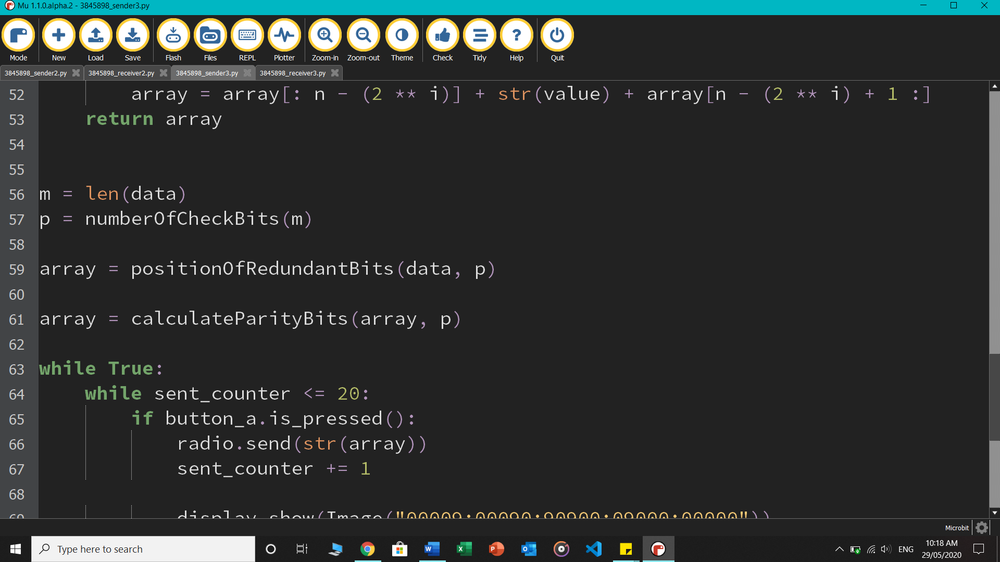 Mu 1.1.0.alpha.2 - 3845898_sender3.py
Mode New Load Save Flash Files REPL Plotter Zoom-in Zoom-out Theme Check Tidy Help Quit
3845898_sender2.py 3845898_receiver2.py 3845898_sender3.py 3845898_receiver3.py
52 array = array[: n - (2 ** i)] + str(value) + array[n - (2 ** i) + 1 :]
53 return array
54
55
56 m = len(data)
57 p = numberOfCheckBits(m)
58
59 array = positionOfRedundantBits(data, p)
60
61 array = calculateParityBits(array, p)
62
63 while True:
64 while sent_counter <= 20:
65 if button_a.is_pressed():
66 radio.send(str(array))
67 sent_counter += 1
68
69 display.show(Image("00009:00090:90900:09000:00000"))
Microbit
Type here to search
ENG
10:18 AM
29/05/2020